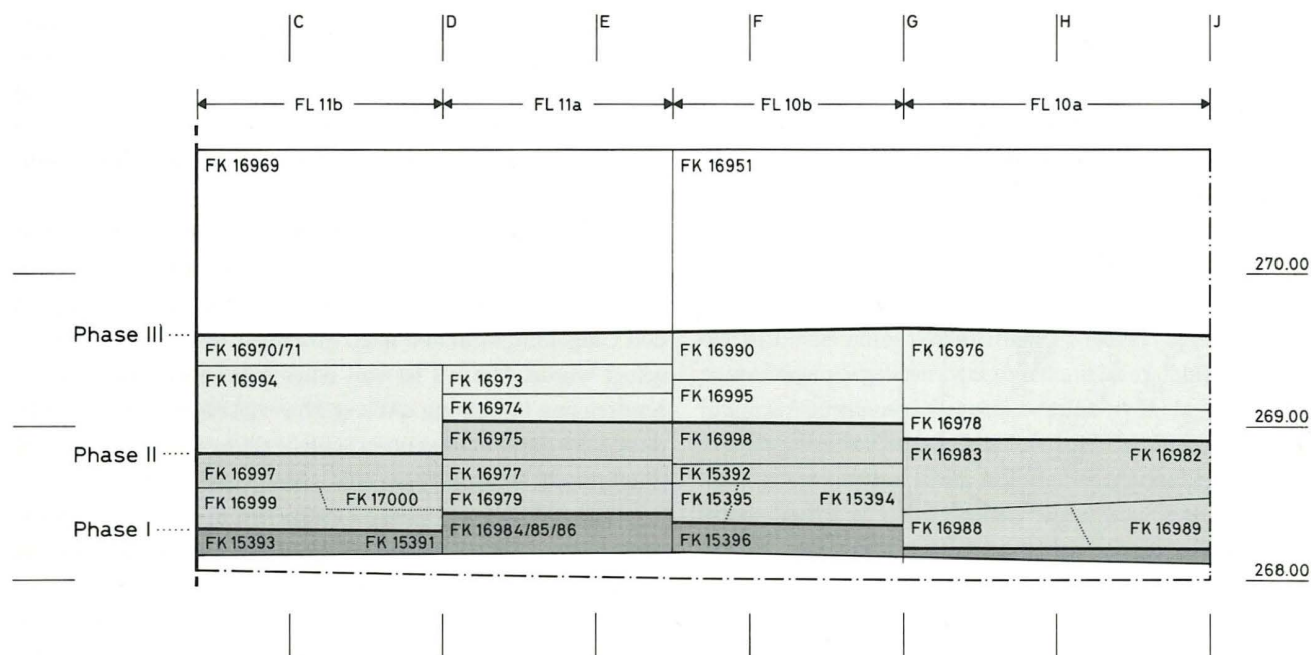 C D E F G H J
FL 11b FL 11a FL 10b FL 10a
FK 16969 FK 16951
270.00
Phase III
FK 16970/71 FK 16990 FK 16976
FK 16994 FK 16973 FK 16995
FK 16974 FK 16978
269.00
FK 16975 FK 16998 FK 16983 FK 16982
Phase II
FK 16997 FK 16977 FK 15392
FK 16999 FK 17000 FK 16979 FK 15395 FK 15394
Phase I
FK 16984/85/86 FK 16988 FK 16989
FK 15393 FK 15391 FK 15396
268.00